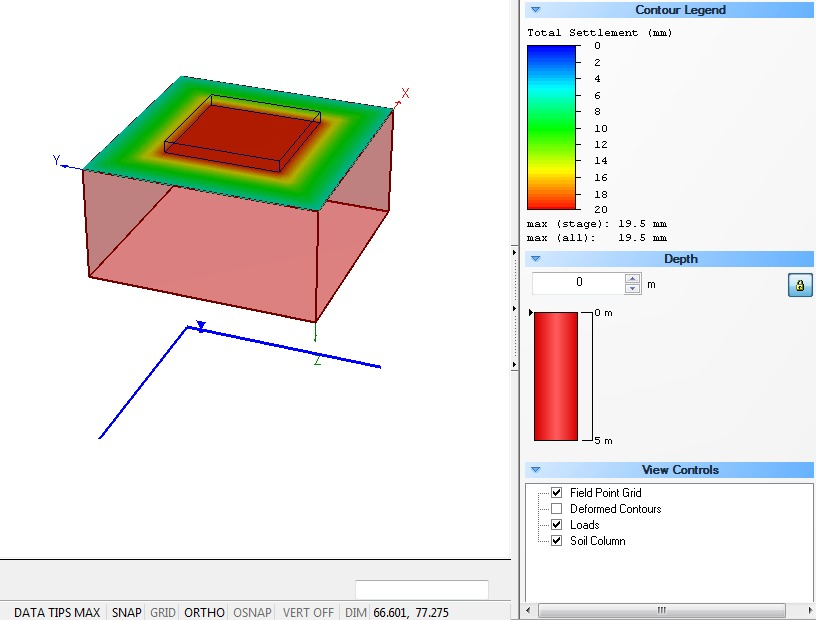 Contour Legend
Total Settlement (mm)
0
2
4
6
8
10
12
14
16
18
20
max (stage): 19.5 mm
max (all): 19.5 mm
X
Y
Z
Depth
0 m
0 m
5 m
View Controls
Field Point Grid
Deformed Contours
Loads
Soil Column
DATA TIPS MAX SNAP GRID ORTHO OSNAP VERT OFF DIM 66.601, 77.275